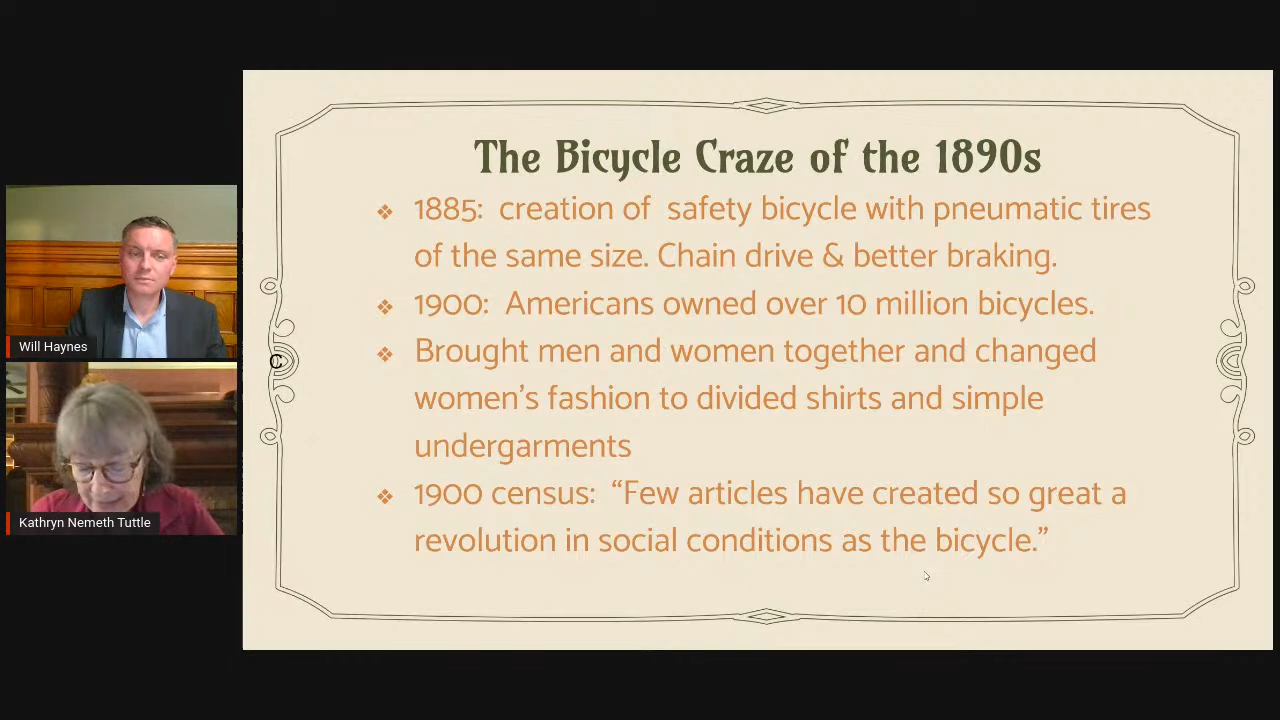 The Bicycle Craze of the 1890s
❖ 1885: creation of safety bicycle with pneumatic tires
of the same size. Chain drive & better braking.
❖ 1900: Americans owned over 10 million bicycles.
❖ Brought men and women together and changed
women's fashion to divided shirts and simple
undergarments
❖ 1900 census: “Few articles have created so great a
revolution in social conditions as the bicycle.”
C
Will Haynes
Kathryn Nemeth Tuttle